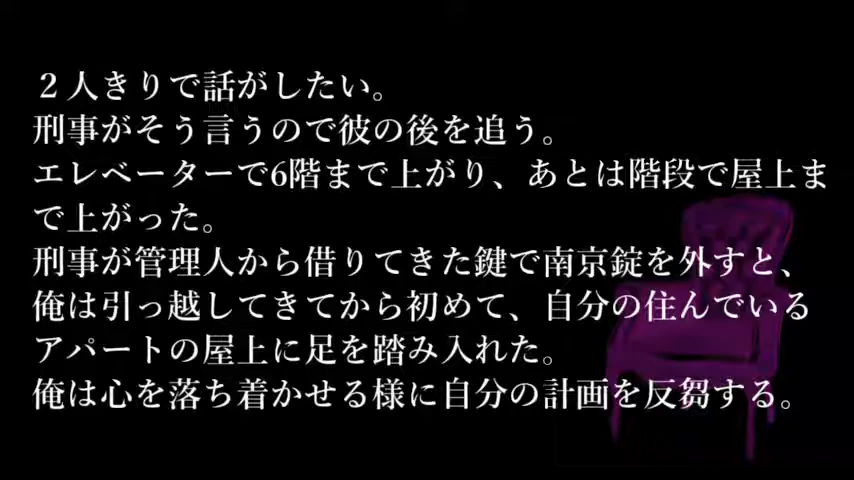 ２人きりで話がしたい。
刑事がそう言うので彼の後を追う。
エレベーターで6階まで上がり、あとは階段で屋上ま
で上がった。
刑事が管理人から借りてきた鍵で南京錠を外すと、
俺は引っ越してきてから初めて、自分の住んでいる
アパートの屋上に足を踏み入れた。
俺は心を落ち着かせる様に自分の計画を反芻する。